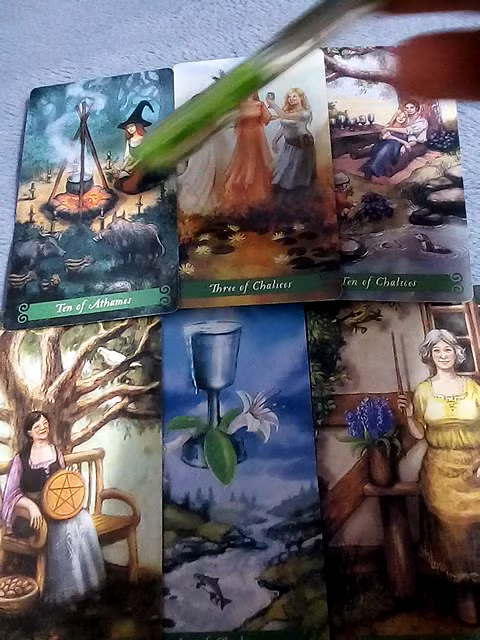 Ten of Athames
Three of Chalices
Ten of Chalices